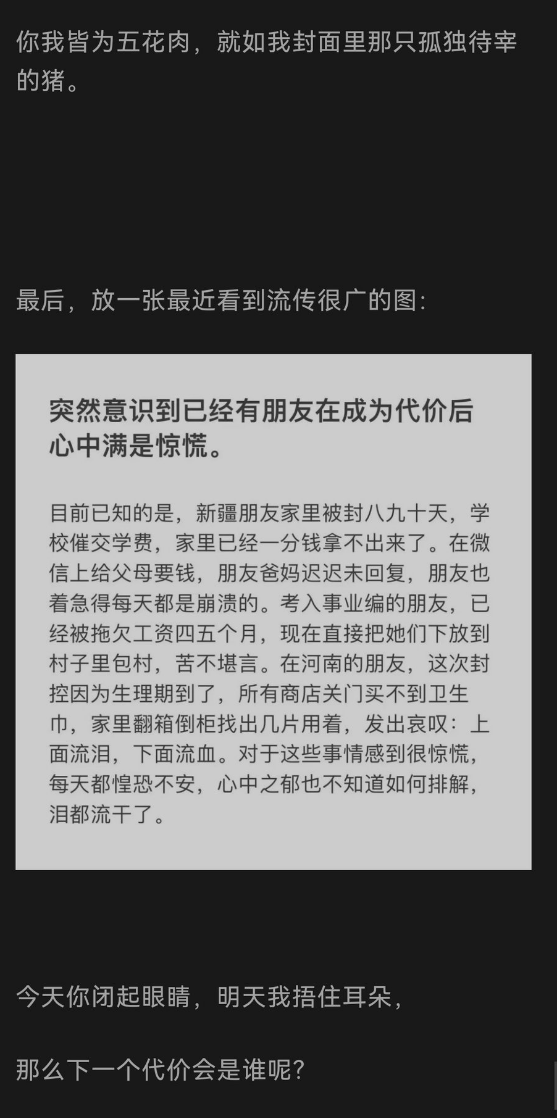 你我皆为五花肉，就如我封面里那只孤独待宰
的猪。
最后，放一张最近看到流传很广的图：
突然意识到已经有朋友在成为代价后
心中满是惊慌。
目前已知的是，新疆朋友家里被封八九十天，学
校催交学费，家里已经一分钱拿不出来了。在微
信上给父母要钱，朋友爸妈迟迟未回复，朋友也
着急得每天都是崩溃的。考入事业编的朋友，已
经被拖欠工资四五个月，现在直接把她们下放到
村子里包村，苦不堪言。在河南的朋友，这次封
控因为生理期到了，所有商店关门买不到卫生
巾，家里翻箱倒柜找出几片用着，发出哀叹：上
面流泪，下面流血。对于这些事情感到很惊慌，
每天都惶恐不安，心中之郁也不知道如何排解，
泪都流干了。
今天你闭起眼睛，明天我捂住耳朵，
那么下一个代价会是谁呢？